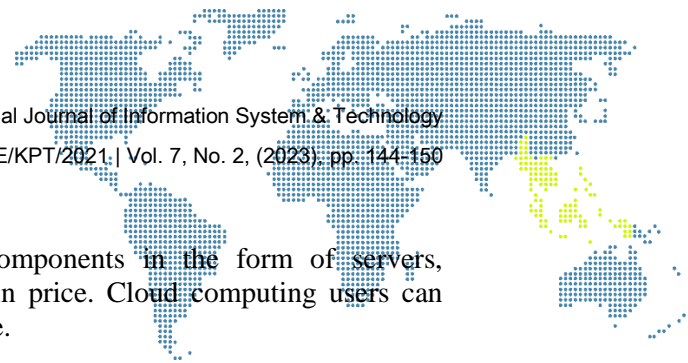 al Journal of Information System & Technology
E/KPT/2021 | Vol. 7, No. 2, (2023), pp. 144-150
omponents in the form of servers,
n price. Cloud computing users can
e.